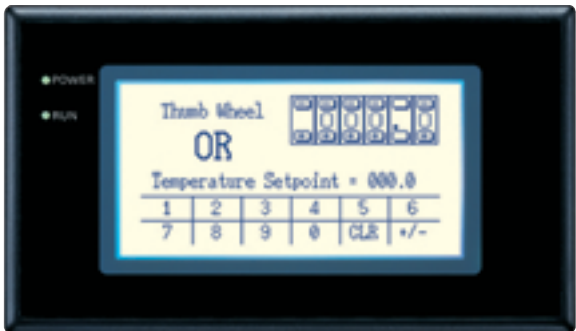 POWER
RUN
Thumb Wheel
OR
Temperature Setpoint = 000.0
1 2 3 4 5 6
7 8 9 0 CLR +/-